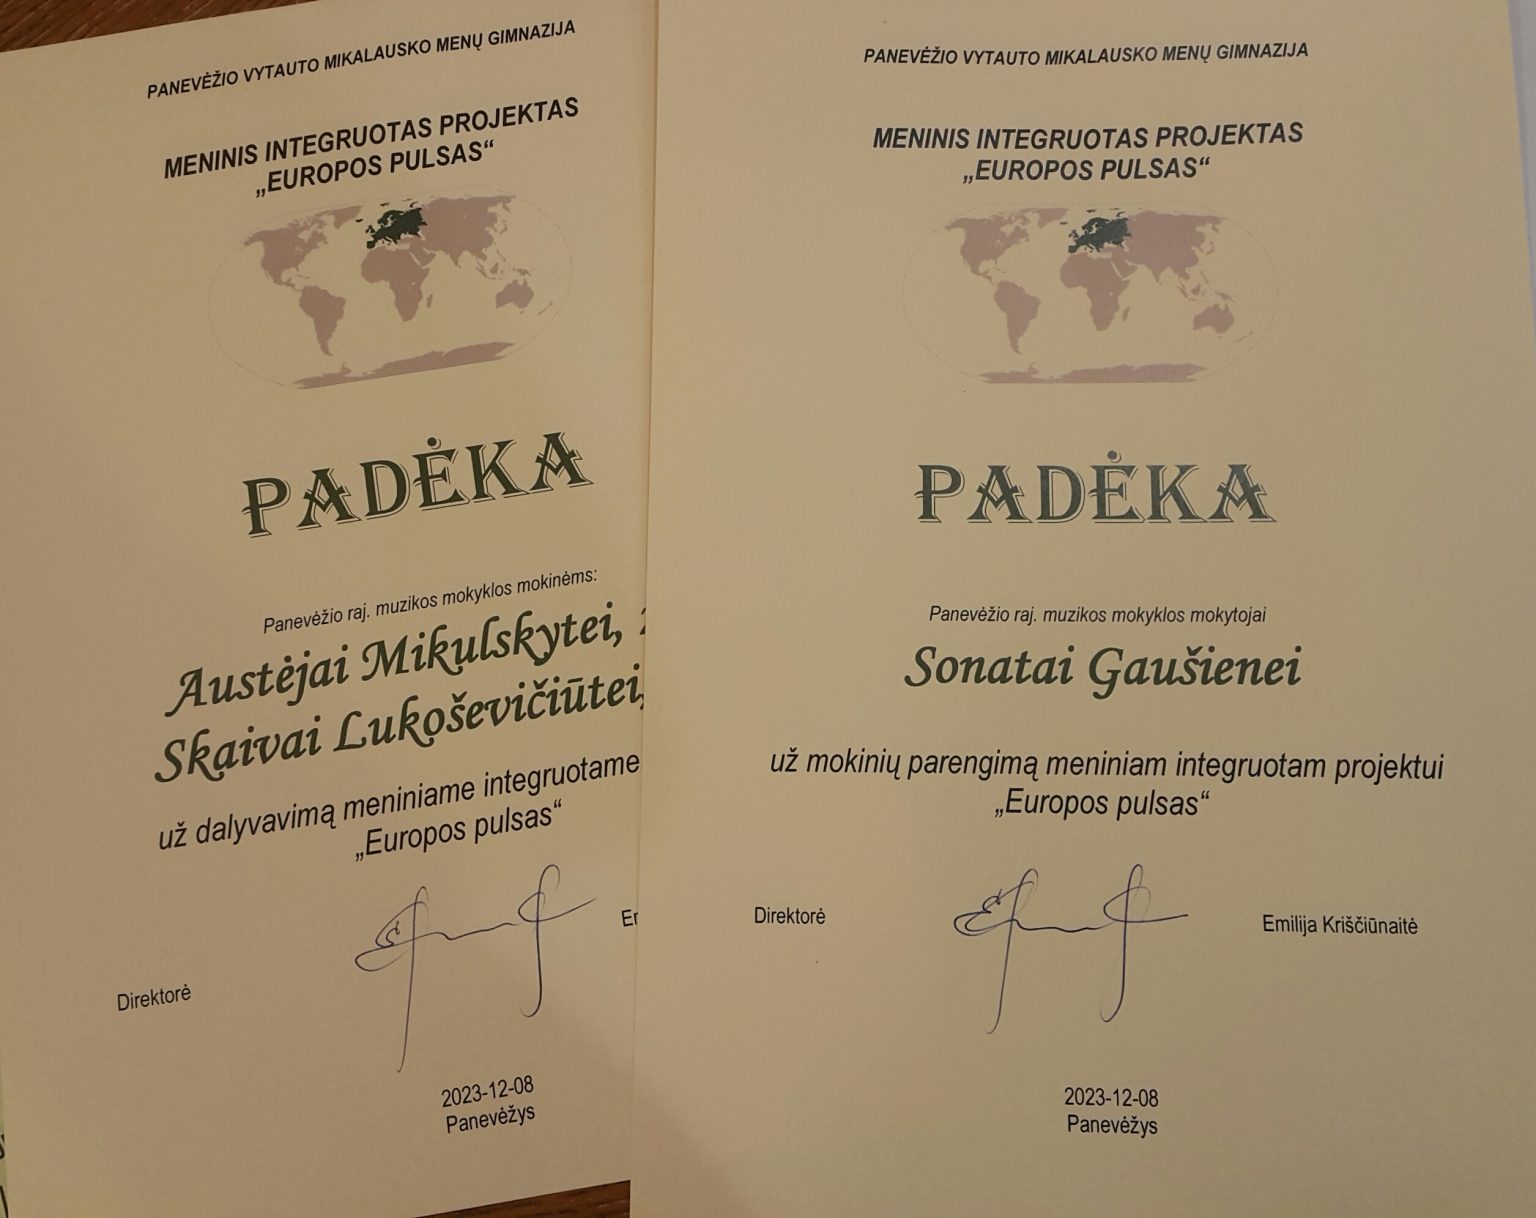 PANEVĖŽIO VYTAUTO MIKALAUSKO MENŲ GIMNAZIJA
MENINIS INTEGRUOTAS PROJEKTAS
„EUROPOS PULSAS“
PADĖKA
Panevėžio raj. muzikos mokyklos mokinėms:
Austėjai Mikulskytei,
Skaivai Lukoševičiūtei,
už dalyvavimą meniniame integruotame
„Europos pulsas“
Direktorė
2023-12-08
Panevėžys
PANEVĖŽIO VYTAUTO MIKALAUSKO MENŲ GIMNAZIJA
MENINIS INTEGRUOTAS PROJEKTAS
„EUROPOS PULSAS“
PADĖKA
Panevėžio raj. muzikos mokyklos mokytojai
Sonatai Gaušienei
už mokinių parengimą meniniam integruotam projektui
„Europos pulsas“
Direktorė
Emilija Kriščiūnaitė
2023-12-08
Panevėžys